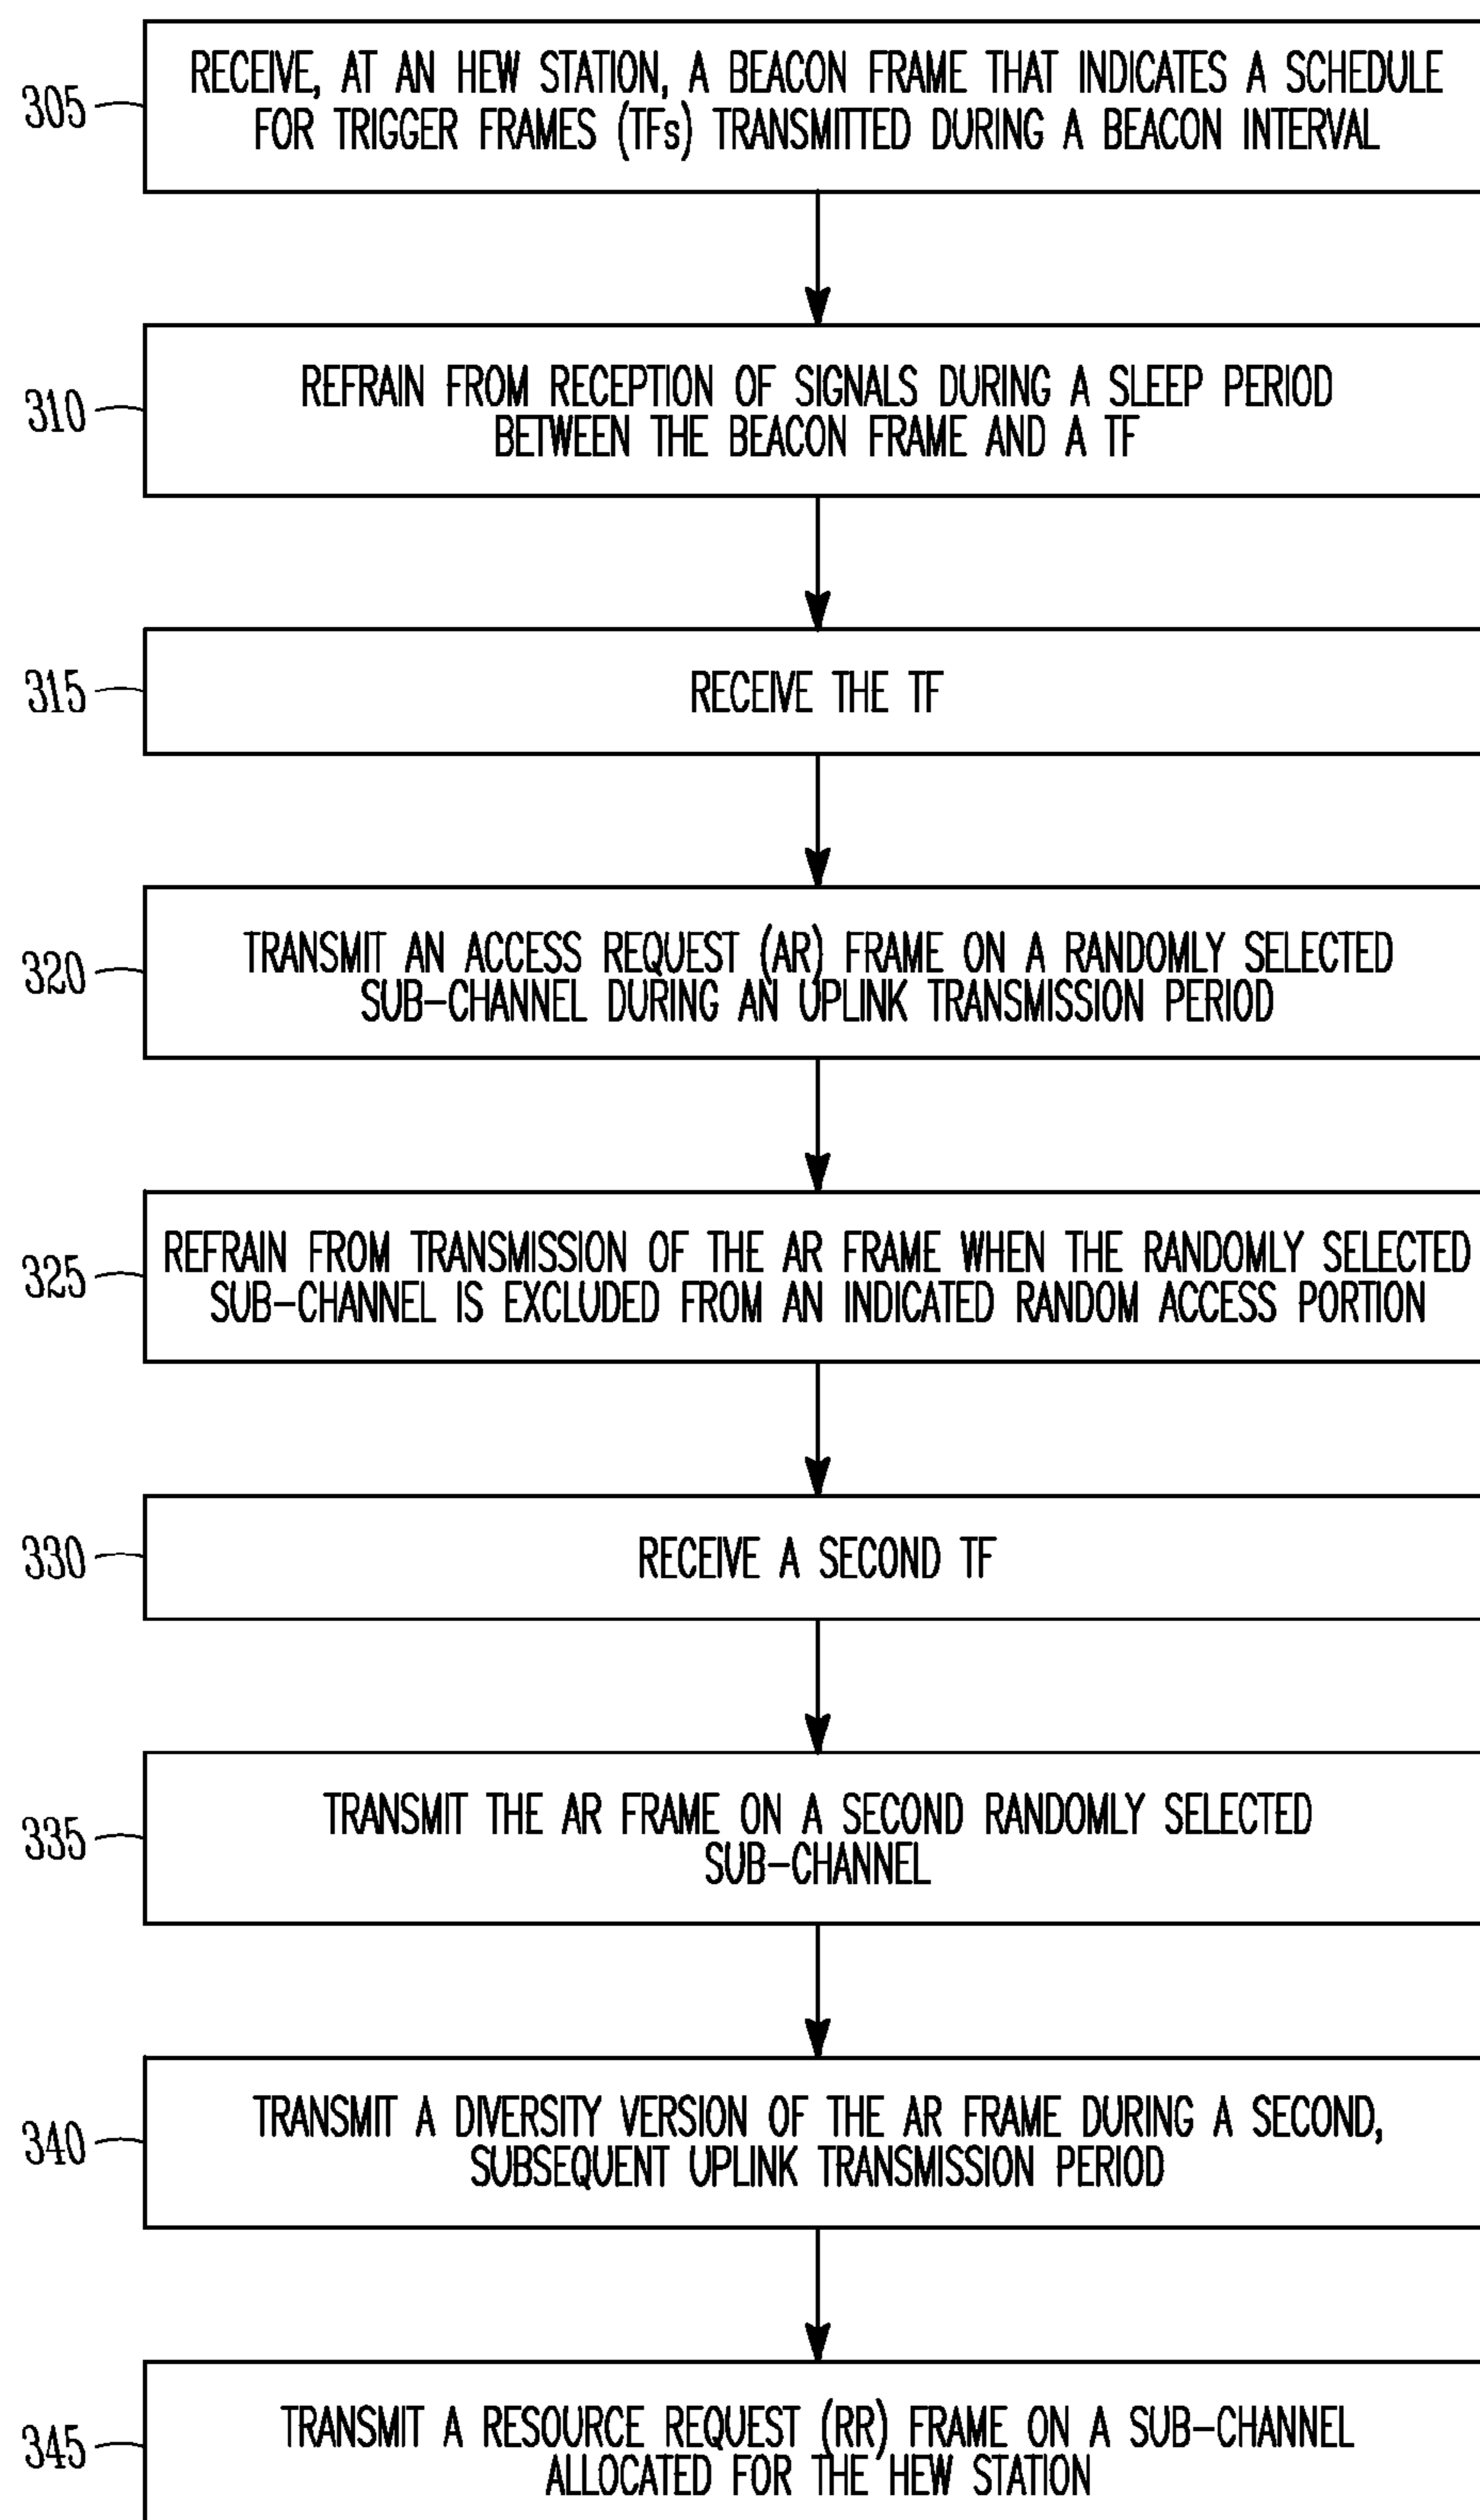 305
RECEIVE, AT AN HEW STATION, A BEACON FRAME THAT INDICATES A SCHEDULE
FOR TRIGGER FRAMES (TFs) TRANSMITTED DURING A BEACON INTERVAL
310
REFRAIN FROM RECEPTION OF SIGNALS DURING A SLEEP PERIOD
BETWEEN THE BEACON FRAME AND A TF
315
RECEIVE THE TF
320
TRANSMIT AN ACCESS REQUEST (AR) FRAME ON A RANDOMLY SELECTED
SUB-CHANNEL DURING AN UPLINK TRANSMISSION PERIOD
325
REFRAIN FROM TRANSMISSION OF THE AR FRAME WHEN THE RANDOMLY SELECTED
SUB-CHANNEL IS EXCLUDED FROM AN INDICATED RANDOM ACCESS PORTION
330
RECEIVE A SECOND TF
335
TRANSMIT THE AR FRAME ON A SECOND RANDOMLY SELECTED
SUB-CHANNEL
340
TRANSMIT A DIVERSITY VERSION OF THE AR FRAME DURING A SECOND,
SUBSEQUENT UPLINK TRANSMISSION PERIOD
345
TRANSMIT A RESOURCE REQUEST (RR) FRAME ON A SUB-CHANNEL
ALLOCATED FOR THE HEW STATION